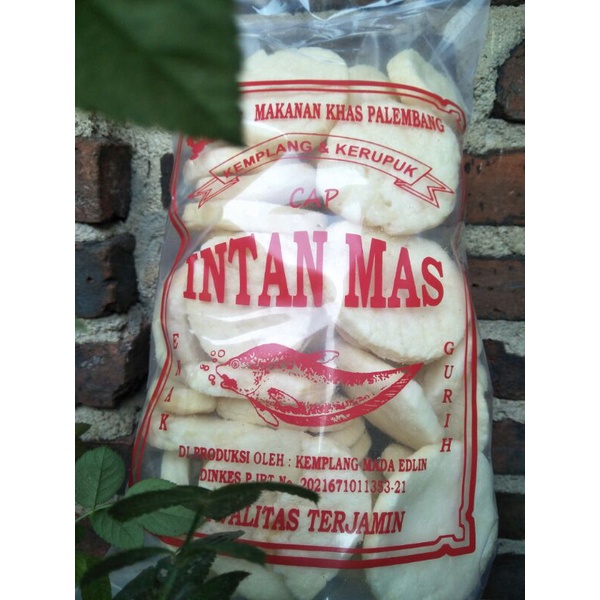 MAKANAN KHAS PALEMBANG
KEMPLANG & KERUPUK
CAP
INTAN MAS
ENAK
GURIH
DI PRODUKSI OLEH : KEMPLANG MADA EDLIN
DINKES P.IRT No. 2021671011353-21
TERJAMIN